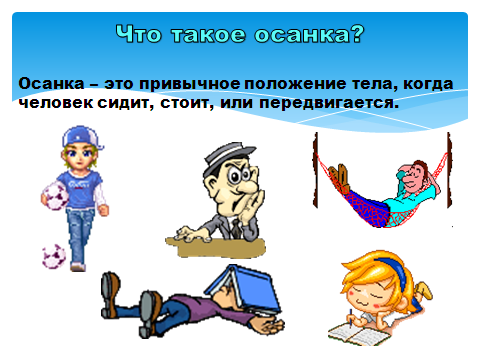 Что такое осанка?
Осанка – это привычное положение тела, когда
человек сидит, стоит, или передвигается.